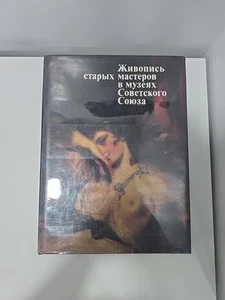 Живопись
старых мастеров
в музеях
Советского
Союза